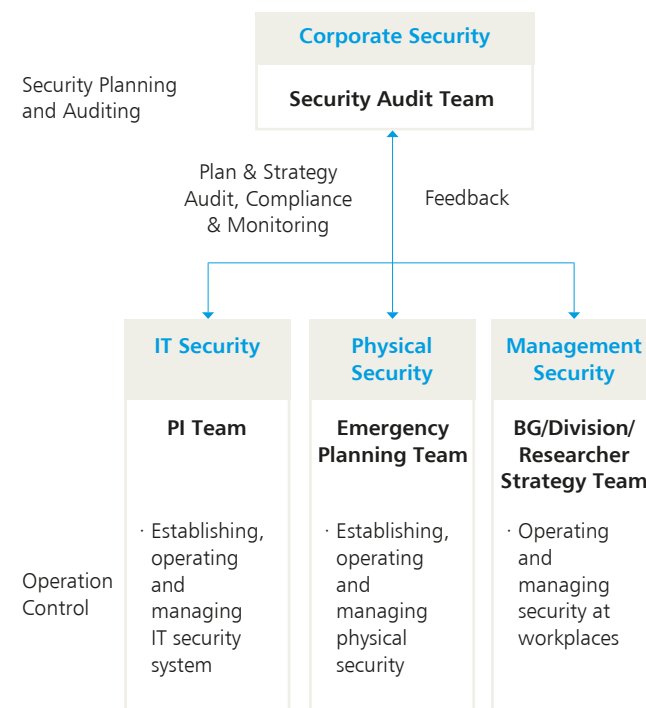 Corporate Security
Security Audit Team
Security Planning
and Auditing
Plan & Strategy
Audit, Compliance
& Monitoring
Feedback
IT Security
PI Team
· Establishing,
operating
and
managing
IT security
system
Physical
Security
Emergency
Planning Team
· Establishing,
operating
and
managing
physical
security
Management
Security
BG/Division/
Researcher
Strategy Team
· Operating
and
managing
security at
workplaces
Operation
Control